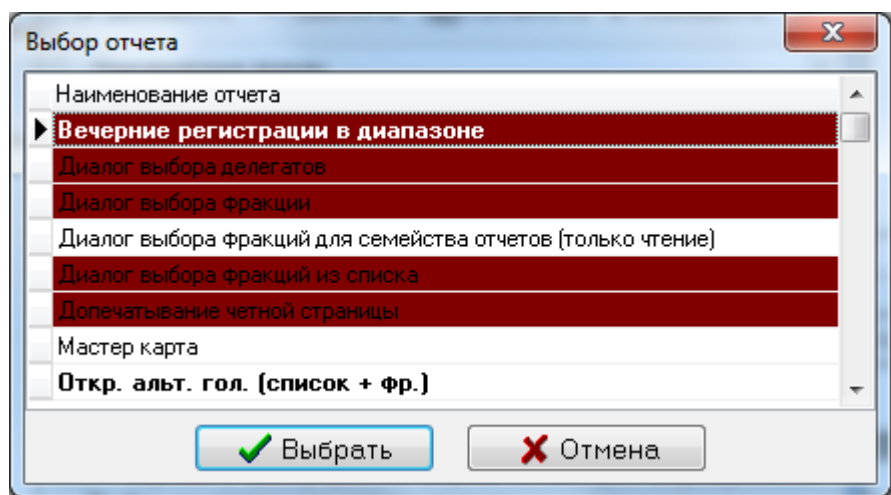 Выбор отчета
Наименование отчета
Вечерние регистрации в диапазоне
Диалог выбора делегатов
Диалог выбора фракции
Диалог выбора фракций для семейства отчетов (только чтение)
Диалог выбора фракций из списка
Допечатывание четной страницы
Мастер карта
Откр. альт. гол. (список + фр.)
Выбрать
Отмена